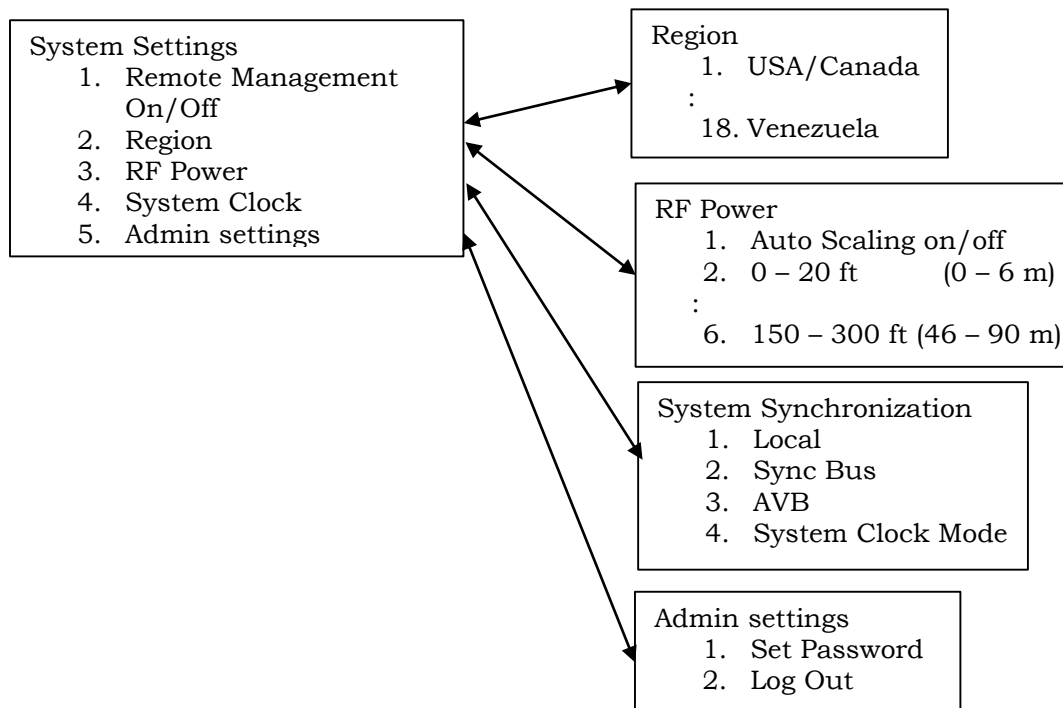 System Settings
1. Remote Management
On/Off
2. Region
3. RF Power
4. System Clock
5. Admin settings
Region
1. USA/Canada
:
18. Venezuela
RF Power
1. Auto Scaling on/off
2. 0 – 20 ft (0 – 6 m)
:
6. 150 – 300 ft (46 – 90 m)
System Synchronization
1. Local
2. Sync Bus
3. AVB
4. System Clock Mode
Admin settings
1. Set Password
2. Log Out